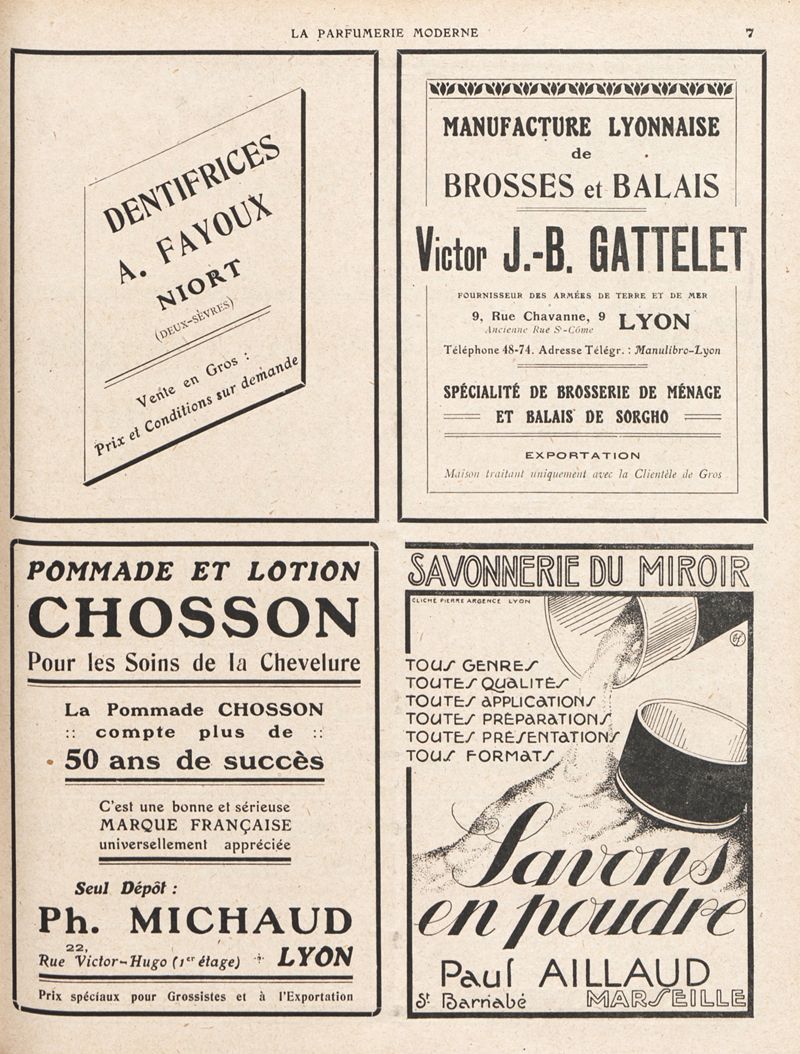 LA PARFUMERIE MODERNE
7
DENTIFRICES
A. FAYOUX
NIORT
(DEUX-SÈVRES)
Vente en Gros :
Prix et Conditions sur demande
MANUFACTURE LYONNAISE
de
BROSSES et BALAIS
Victor J.-B. GATTELET
FOURNISSEUR DES ARMÉES DE TERRE ET DE MER
9, Rue Chavanne, 9 LYON
Ancienne Rue St-Côme
Téléphone 48-74. Adresse Télégr. : Manulibro-Lyon
SPÉCIALITÉ DE BROSSERIE DE MÉNAGE
ET BALAIS DE SORGHO
EXPORTATION
Maison traitant uniquement avec la Clientèle de Gros
POMMADE ET LOTION
CHOSSON
Pour les Soins de la Chevelure
La Pommade CHOSSON
:: compte plus de ::
50 ans de succès
C'est une bonne et sérieuse
MARQUE FRANÇAISE
universellement appréciée
Seul Dépôt :
Ph. MICHAUD
22,
Rue Victor-Hugo (1er étage) LYON
Prix spéciaux pour Grossistes et à l'Exportation
SAVONNERIE DU MIROIR
CLICHÉ PIERRE ARGENCE LYON
TOUS GENRES
TOUTES QUALITÉS
TOUTES APPLICATIONS
TOUTES PRÉPARATIONS
TOUTES PRÉSENTATIONS
TOUS FORMATS
Savons
en poudre
Paul AILLAUD
St Barnabé MARSEILLE